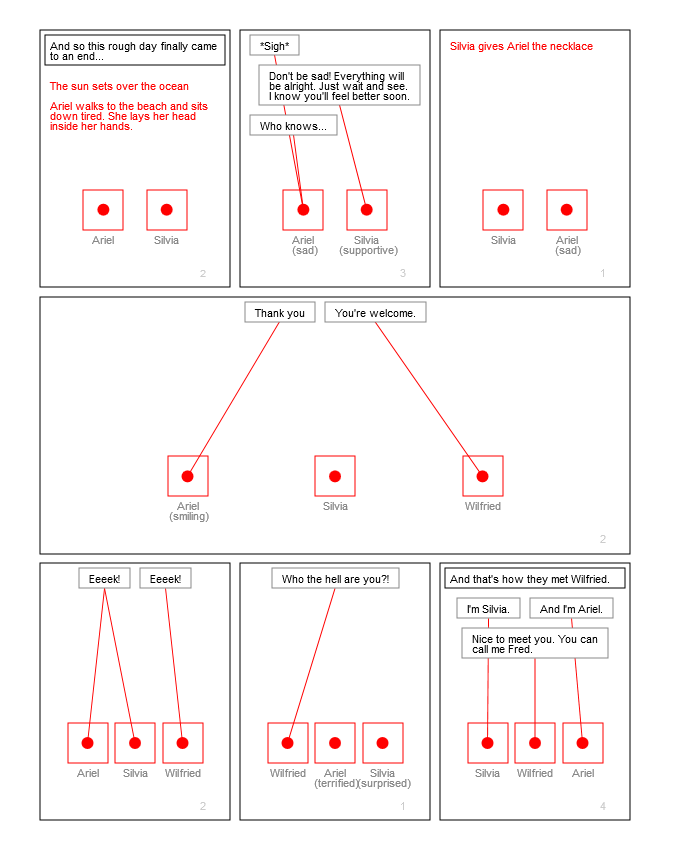 And so this rough day finally came
to an end...
The sun sets over the ocean
Ariel walks to the beach and sits
down tired. She lays her head
inside her hands.
Ariel
Silvia
2
*Sigh*
Don't be sad! Everything will
be alright. Just wait and see.
I know you'll feel better soon.
Who knows...
Ariel
(sad)
Silvia
(supportive)
3
Silvia gives Ariel the necklace
Silvia
Ariel
(sad)
1
Thank you
You're welcome.
Ariel
(smiling)
Silvia
Wilfried
2
Eeeek!
Eeeek!
Ariel
Silvia
Wilfried
2
Who the hell are you?!
Wilfried
Ariel
(terrified)
Silvia
(surprised)
1
And that's how they met Wilfried.
I'm Silvia.
And I'm Ariel.
Nice to meet you. You can
call me Fred.
Silvia
Wilfried
Ariel
4